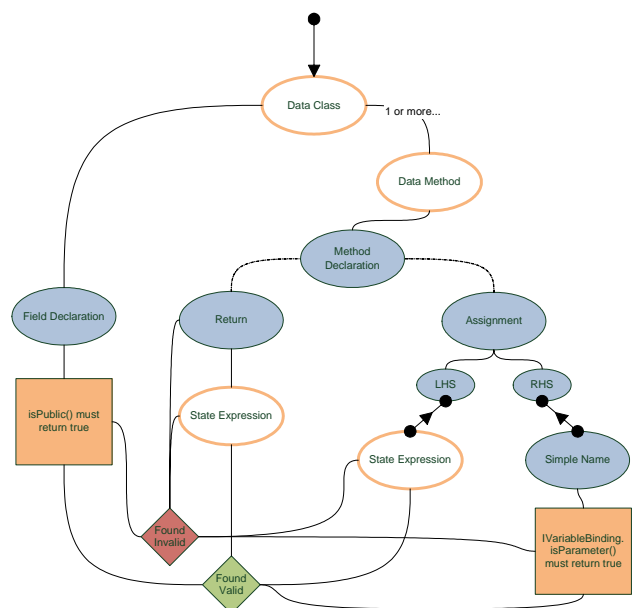 Data Class
1 or more...
Data Method
Method
Declaration
Field Declaration
Return
Assignment
LHS
RHS
isPublic() must
return true
State Expression
State Expression
Simple Name
Found
Invalid
IVariableBinding.
isParameter()
must return true
Found
Valid